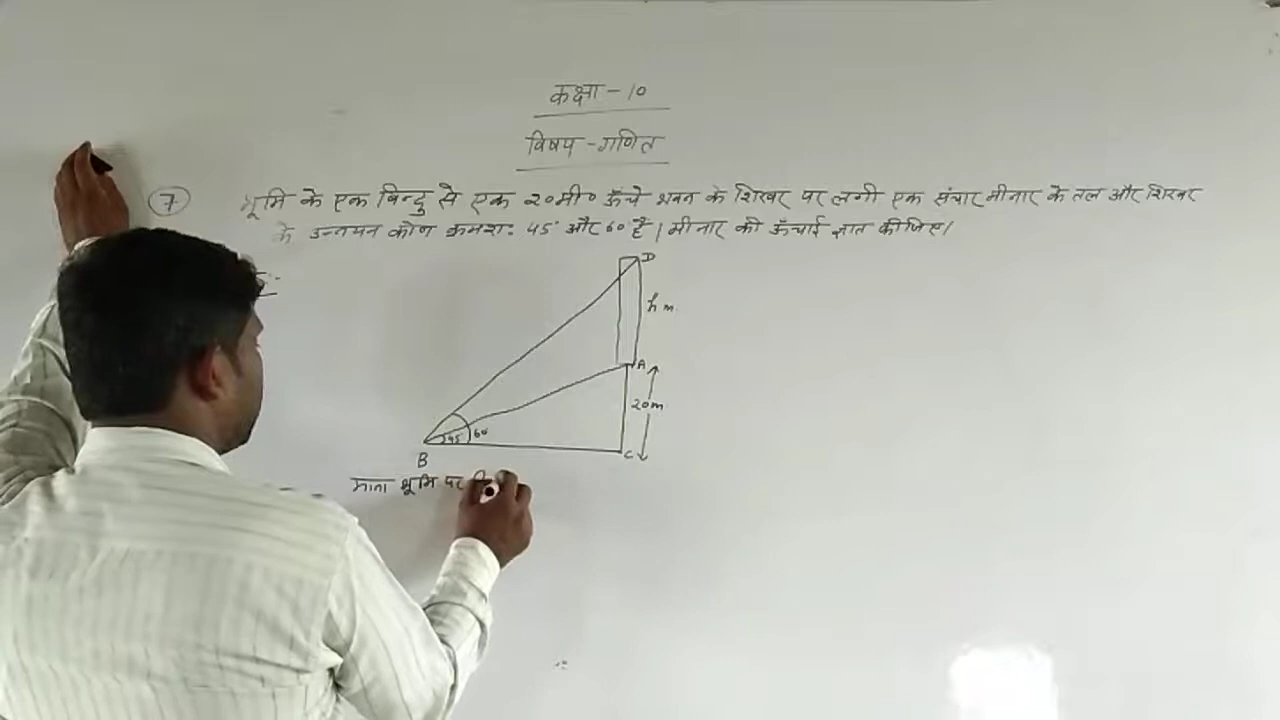 कक्षा - 10
विषय - गणित
7 भूमि के एक बिन्दु से एक 20 मी० ऊँचे भवन के शिखर पर लगी एक संचार मीनार के तल और शिखर
के उन्नयन कोण क्रमशः 45° और 60° है। मीनार की ऊँचाई ज्ञात कीजिए।
D
h m
A
20m
45 60
B
C
माना भूमि पर